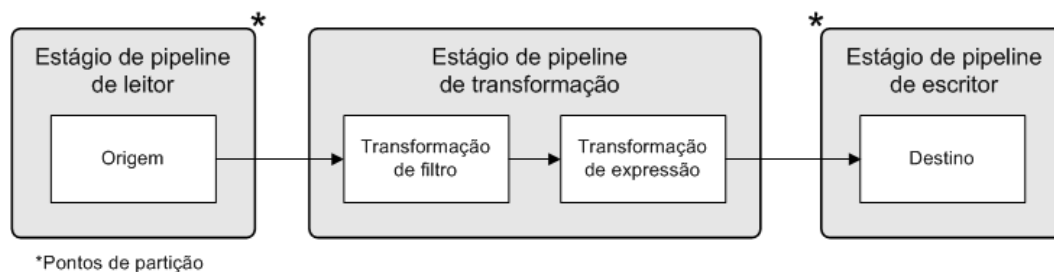 *
*
Estágio de pipeline
de leitor
Origem
Estágio de pipeline
de transformação
Transformação
de filtro
Transformação
de expressão
Estágio de pipeline
de escritor
Destino
*Pontos de partição